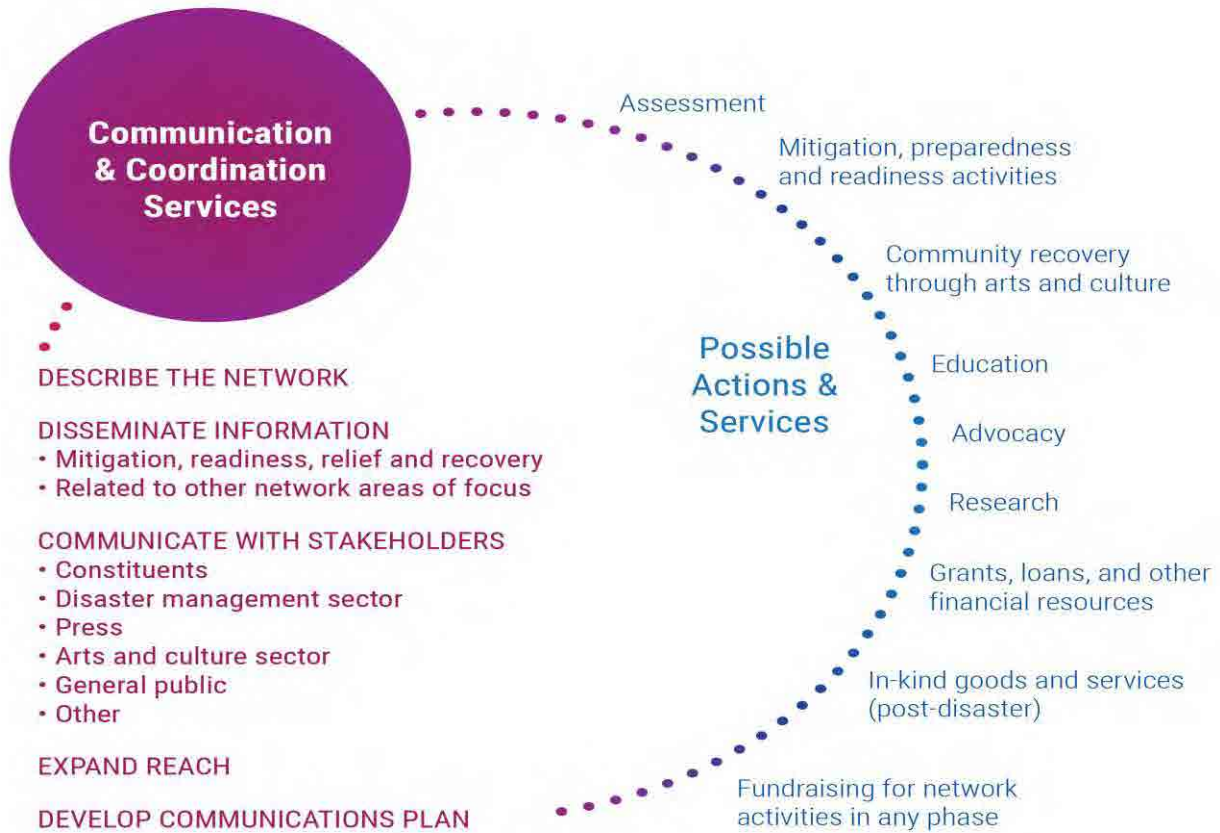 Communication
& Coordination
Services
DESCRIBE THE NETWORK
DISSEMINATE INFORMATION
• Mitigation, readiness, relief and recovery
• Related to other network areas of focus
COMMUNICATE WITH STAKEHOLDERS
• Constituents
• Disaster management sector
• Press
• Arts and culture sector
• General public
• Other
EXPAND REACH
DEVELOP COMMUNICATIONS PLAN
Possible
Actions &
Services
Assessment
Mitigation, preparedness
and readiness activities
Community recovery
through arts and culture
Education
Advocacy
Research
Grants, loans, and other
financial resources
In-kind goods and services
(post-disaster)
Fundraising for network
activities in any phase